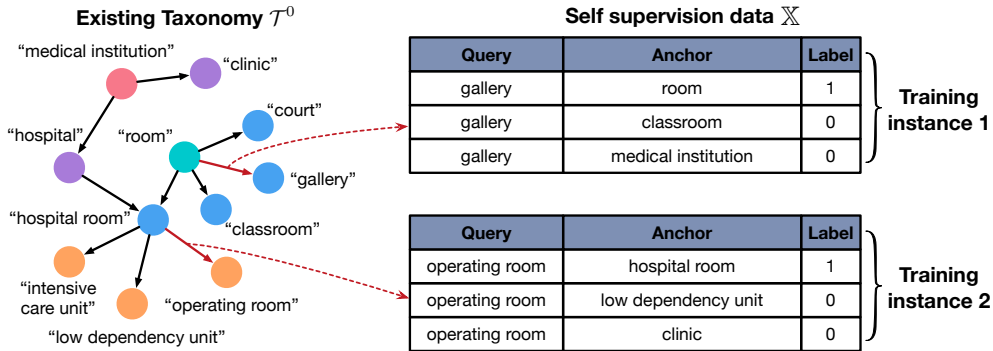 Existing Taxonomy 𝒯⁰
“medical institution”
“clinic”
“hospital”
“room”
“court”
“gallery”
“hospital room”
“classroom”
“intensive
care unit”
“operating room”
“low dependency unit”
Self supervision data 𝕏
Query Anchor Label
gallery room 1
gallery classroom 0
gallery medical institution 0
Training
instance 1
Query Anchor Label
operating room hospital room 1
operating room low dependency unit 0
operating room clinic 0
Training
instance 2